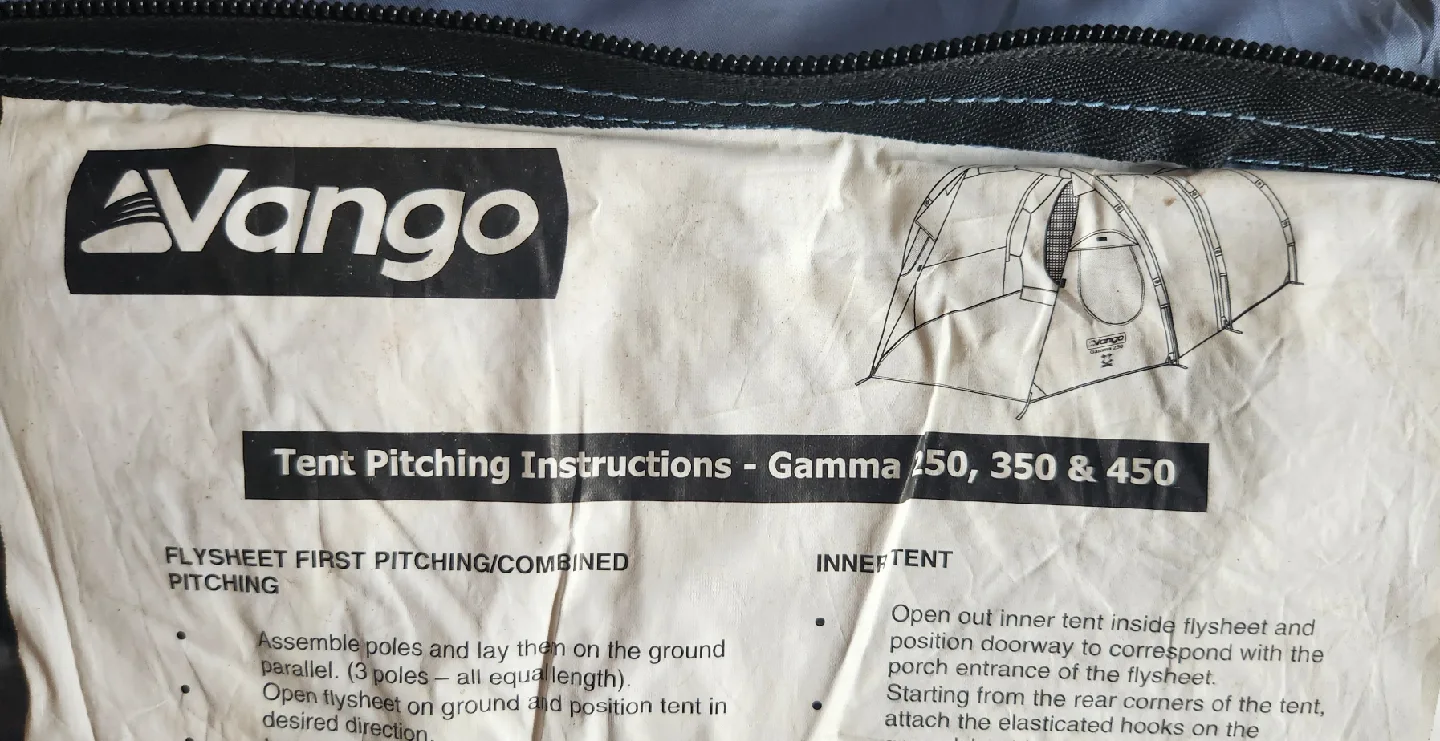 Vango
Vango
Tent Pitching Instructions - Gamma 250, 350 & 450
FLYSHEET FIRST PITCHING/COMBINED
PITCHING
• Assemble poles and lay them on the ground
parallel. (3 poles – all equal length).
• Open flysheet on ground and position tent in
desired direction.
INNER TENT
• Open out inner tent inside flysheet and
position doorway to correspond with the
porch entrance of the flysheet.
• Starting from the rear corners of the tent,
attach the elasticated hooks on the